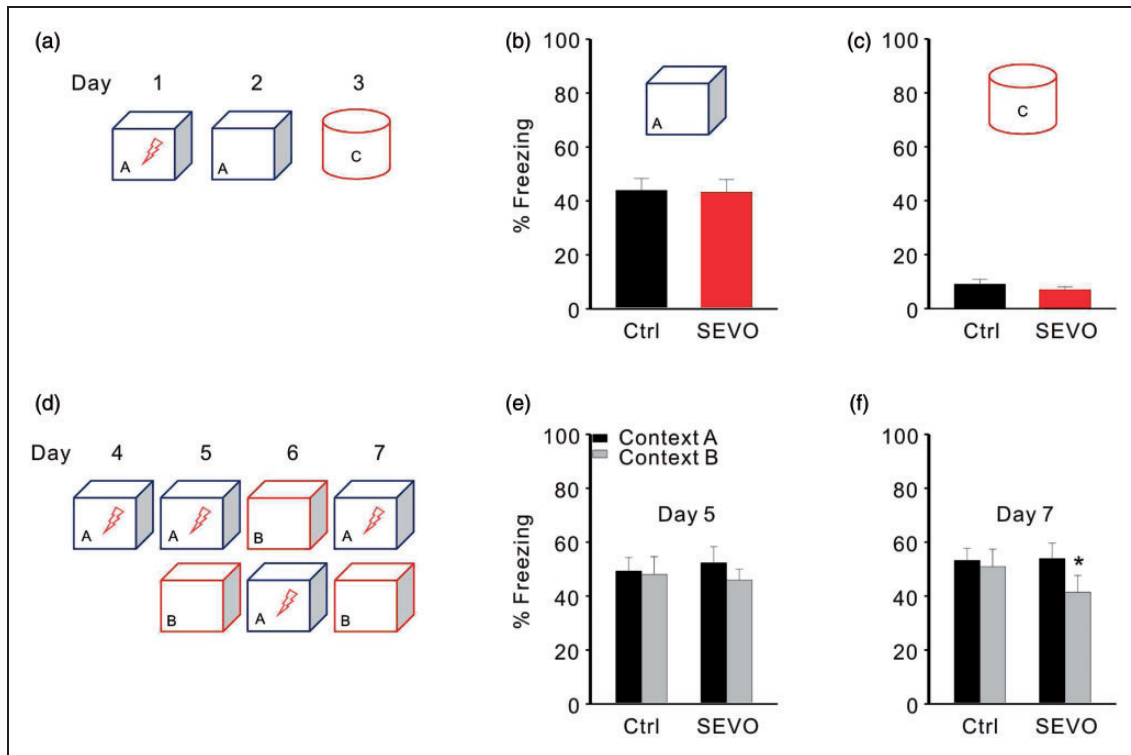 (a)
Day 1 2 3
A
A
C
(b)
% Freezing
100
80
60
40
20
0
A
Ctrl SEVO
(c)
100
80
60
40
20
0
C
Ctrl SEVO
(d)
Day 4 5 6 7
A
A
B
A
B
A
B
(e)
% Freezing
100
80
60
40
20
0
Context A
Context B
Day 5
Ctrl SEVO
(f)
100
80
60
40
20
0
Day 7
*
Ctrl SEVO